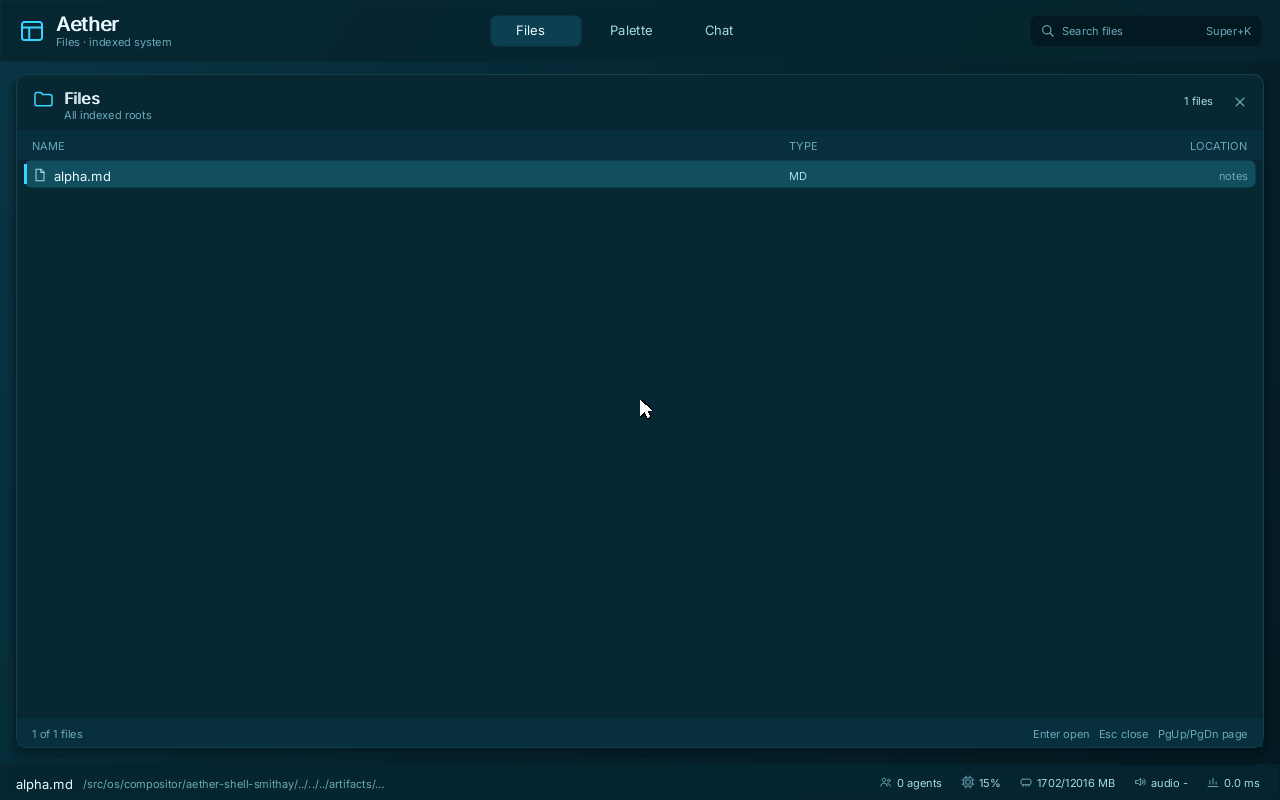 Aether
Files · indexed system
Files Palette Chat
Search files Super+K
Files
All indexed roots
1 files
NAME TYPE LOCATION
alpha.md MD notes
1 of 1 files Enter open Esc close PgUp/PgDn page
alpha.md /src/os/compositor/aether-shell-smithay/../../../artifacts/... 0 agents 15% 1702/12016 MB audio - 0.0 ms